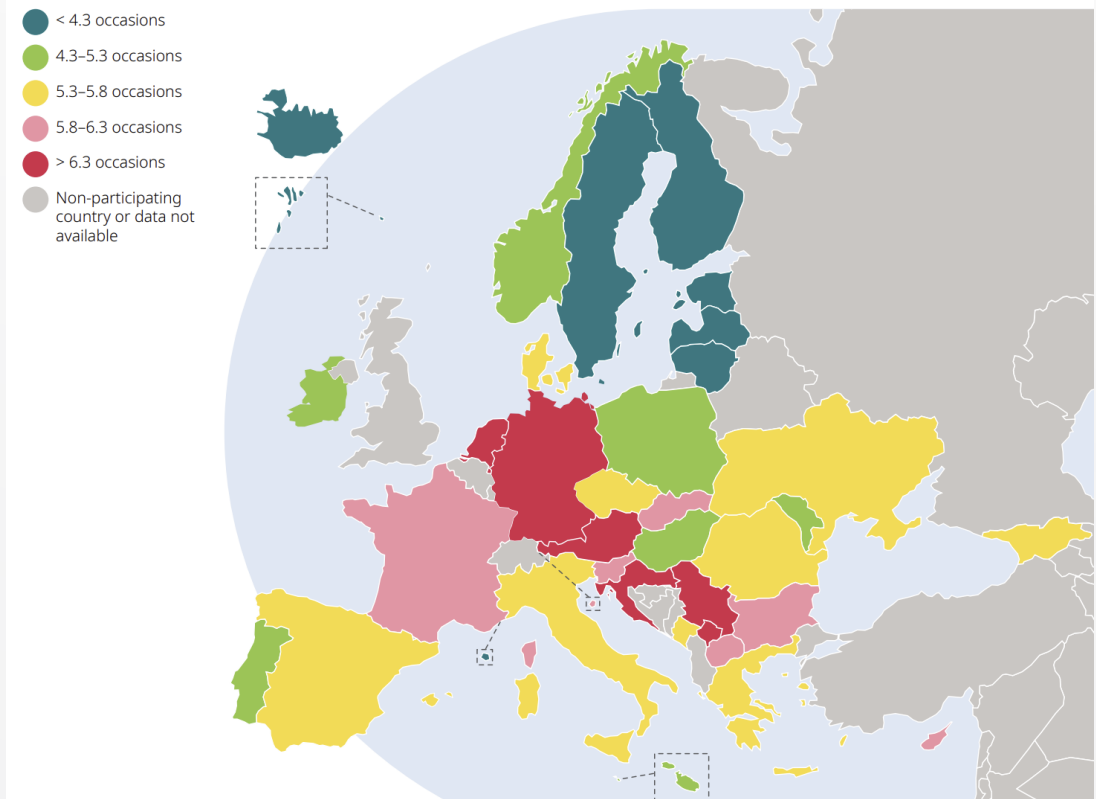 < 4.3 occasions
4.3–5.3 occasions
5.3–5.8 occasions
5.8–6.3 occasions
> 6.3 occasions
Non-participating
country or data not
available